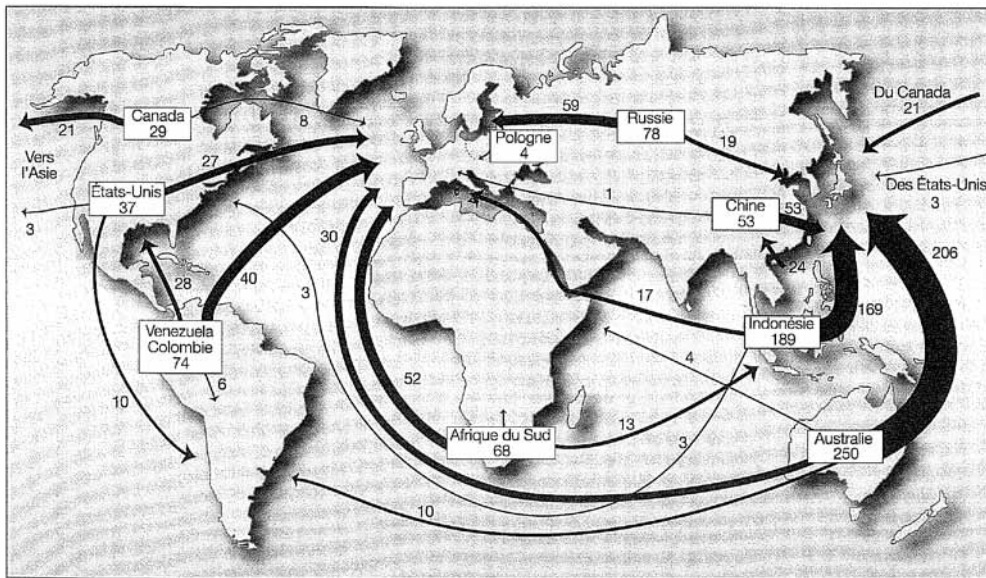 Canada
29
21
Vers
l'Asie
8
27
États-Unis
37
3
28
40
Venezuela
Colombie
74
6
10
30
3
52
Afrique du Sud
68
13
10
59
Pologne
4
Russie
78
19
1
Chine
53
53
24
17
Indonésie
189
169
4
3
Australie
250
206
Du Canada
21
Des États-Unis
3